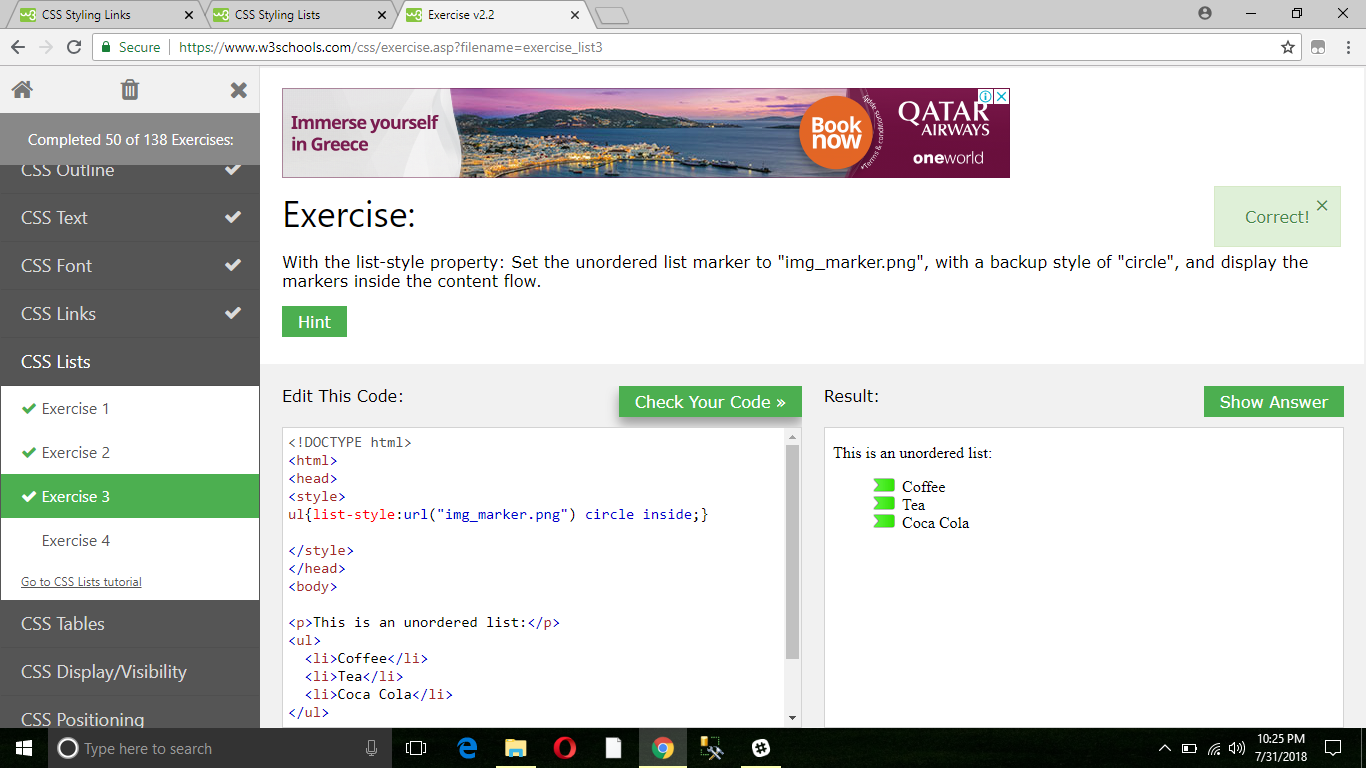 CSS Styling Links
CSS Styling Lists
Exercise v2.2
Secure
https://www.w3schools.com/css/exercise.asp?filename=exercise_list3
Completed 50 of 138 Exercises:
CSS Outline
CSS Text
CSS Font
CSS Links
CSS Lists
Exercise 1
Exercise 2
Exercise 3
Exercise 4
Go to CSS Lists tutorial
CSS Tables
CSS Display/Visibility
CSS Positioning
Immerse yourself
in Greece
Book
now
*Terms & conditions apply
QATAR
AIRWAYS
oneworld
Exercise:
Correct!
With the list-style property: Set the unordered list marker to "img_marker.png", with a backup style of "circle", and display the
markers inside the content flow.
Hint
Edit This Code:
Check Your Code »
<!DOCTYPE html>
<html>
<head>
<style>
ul{list-style:url("img_marker.png") circle inside;}
</style>
</head>
<body>
<p>This is an unordered list:</p>
<ul>
<li>Coffee</li>
<li>Tea</li>
<li>Coca Cola</li>
</ul>
Result:
Show Answer
This is an unordered list:
Coffee
Tea
Coca Cola
Type here to search
10:25 PM
7/31/2018